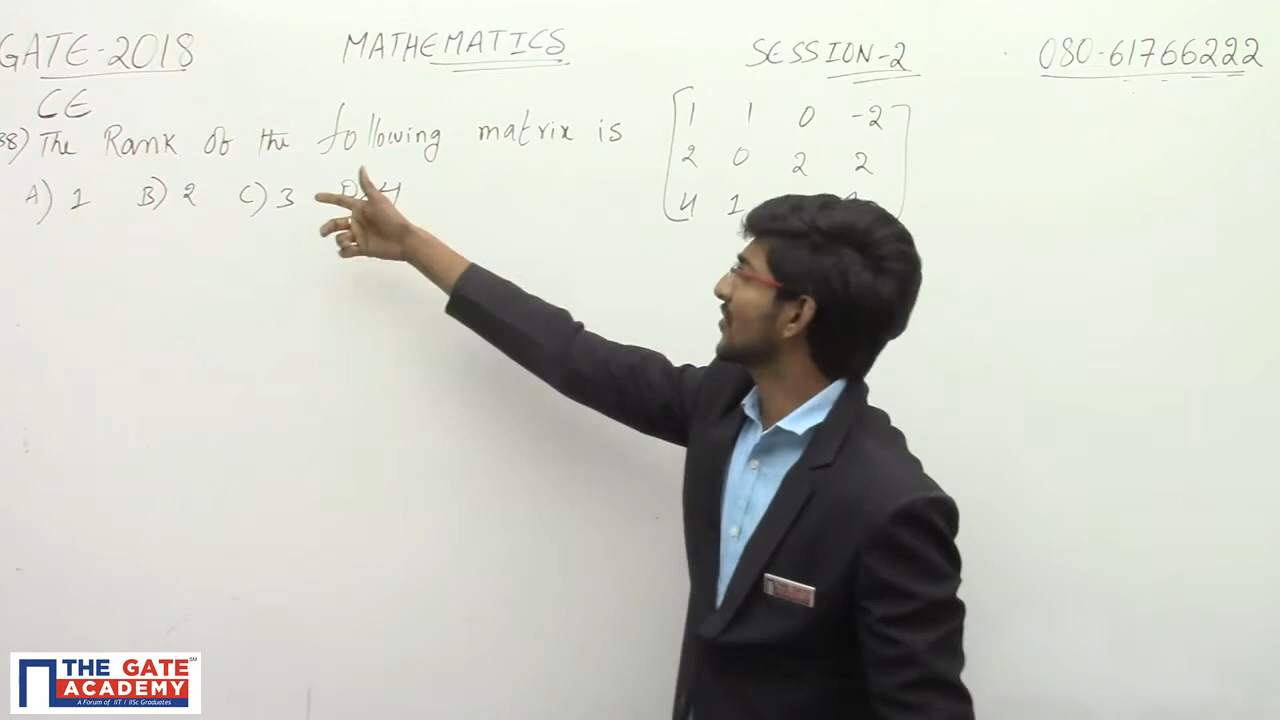 GATE-2018 MATHEMATICS SESSION-2 080-61766222
CE
38) The Rank of the following matrix is
A) 1 B) 2 C) 3 D) 4
1 1 0 -2
2 0 2 2
4 1
THE GATE
ACADEMY
A Forum of IIT / IISc Graduates